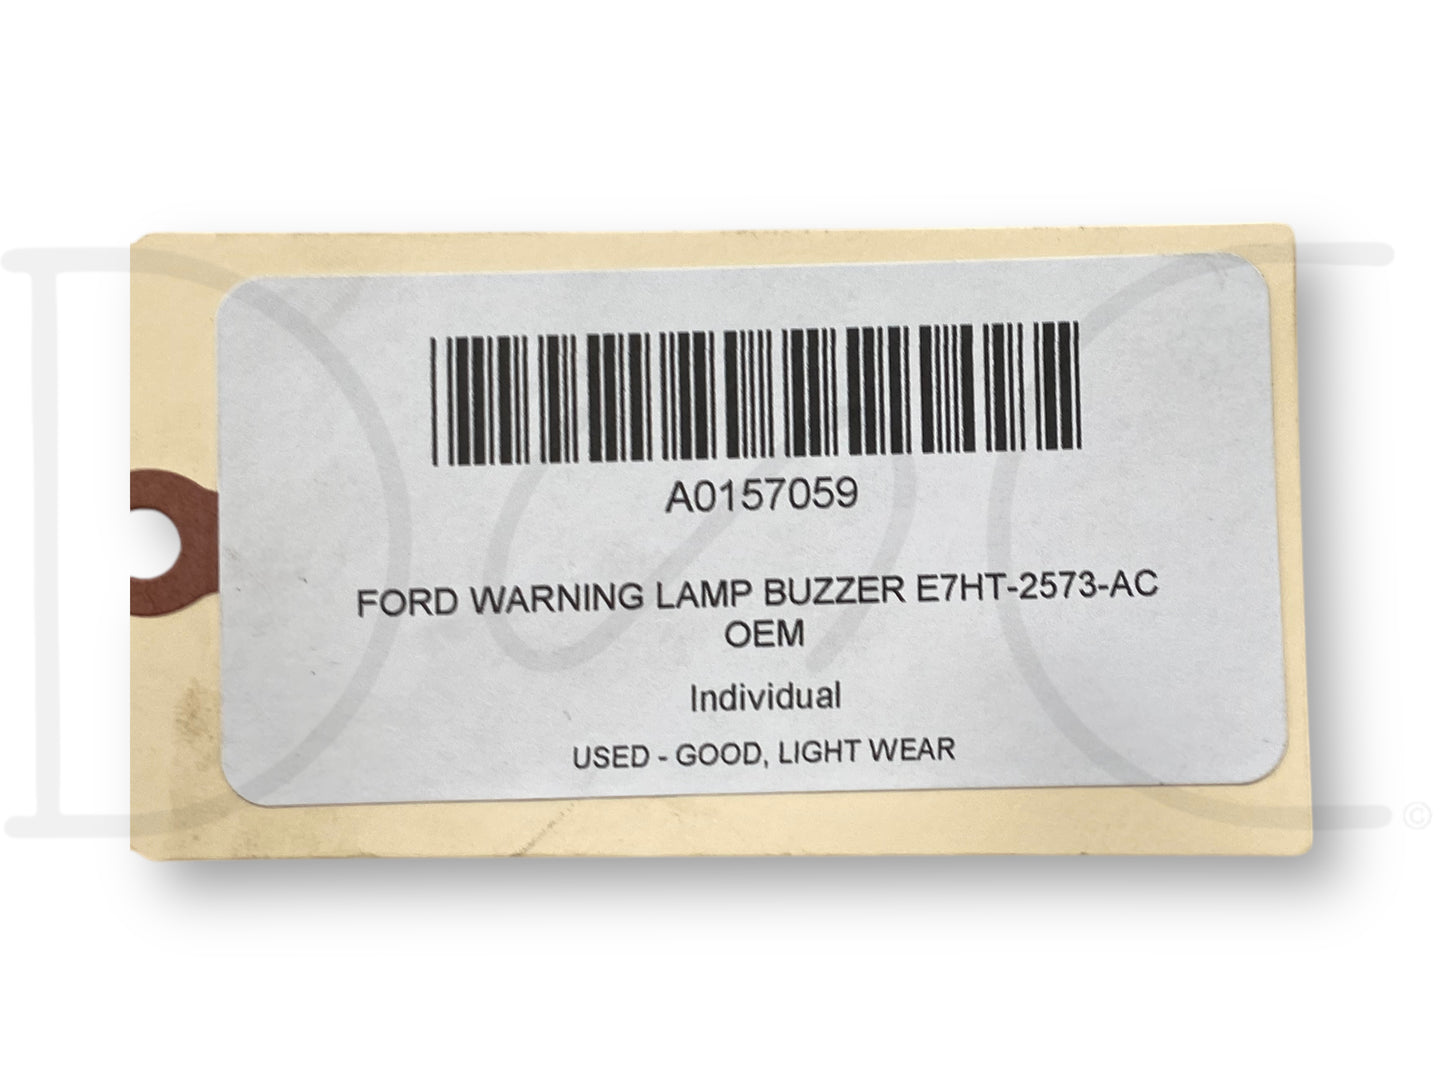 A0157059
FORD WARNING LAMP BUZZER E7HT-2573-AC
OEM
Individual
USED - GOOD, LIGHT WEAR
©